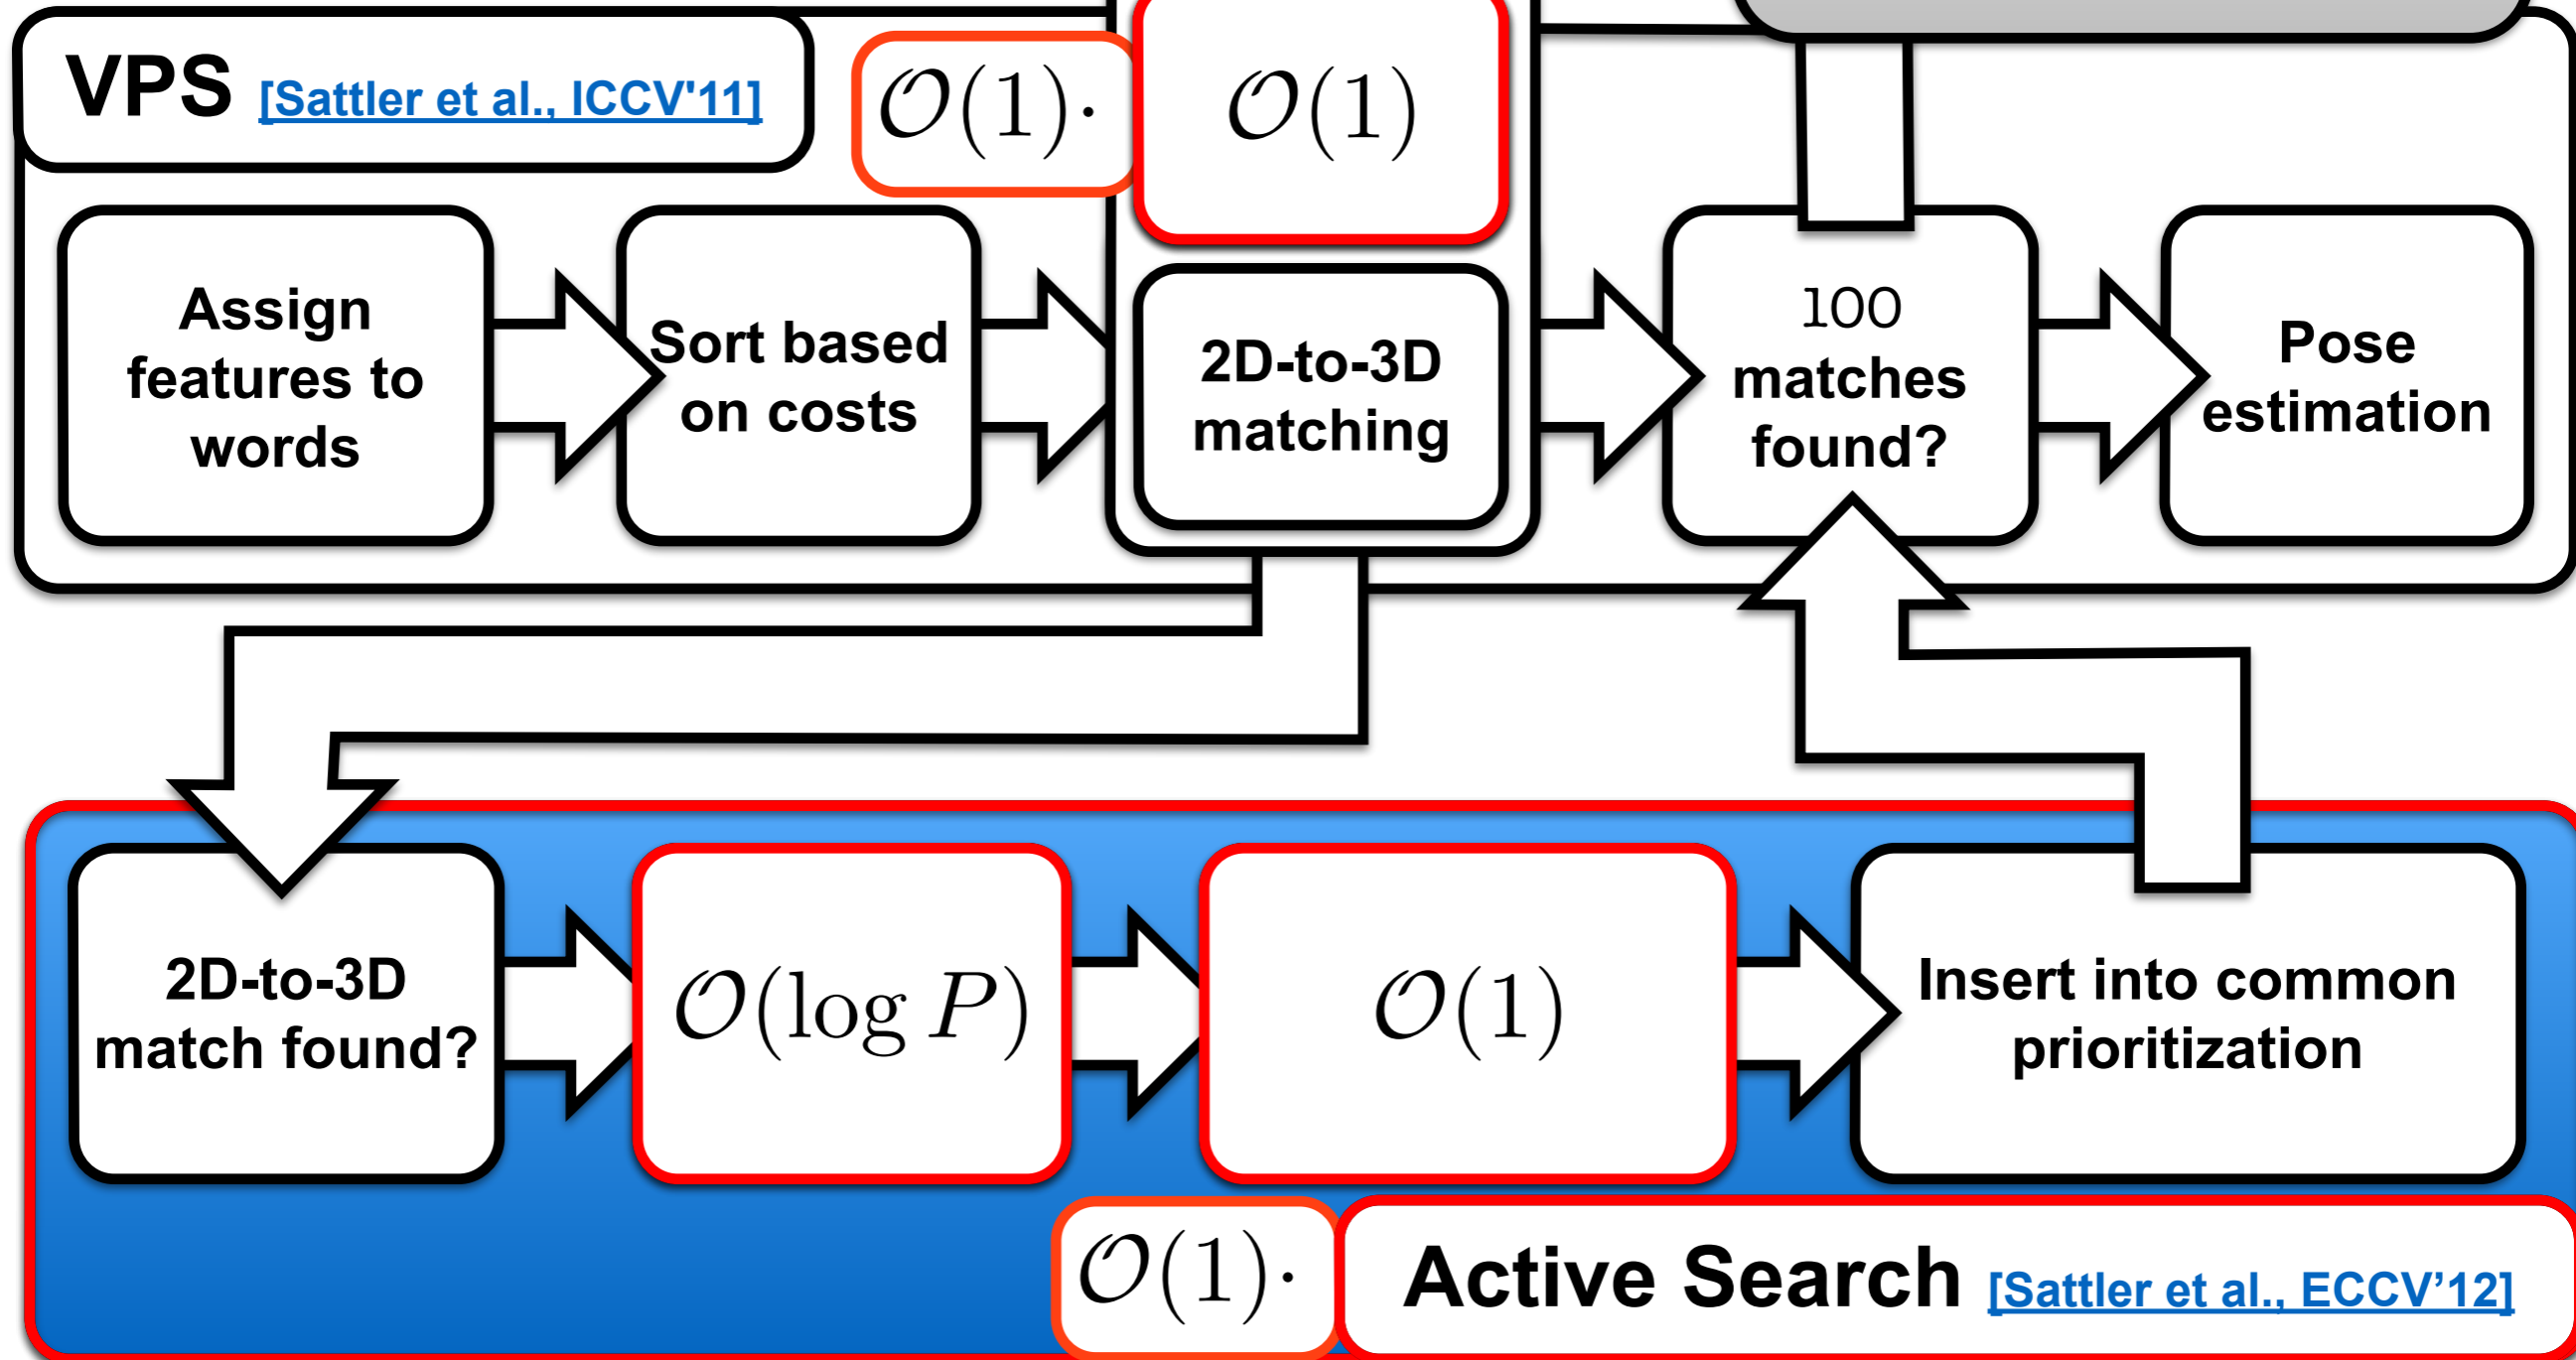 VPS [Sattler et al., ICCV'11]
𝒪(1)·
𝒪(1)
Assign
features to
words
Sort based
on costs
2D-to-3D
matching
100
matches
found?
Pose
estimation
2D-to-3D
match found?
𝒪(log P)
𝒪(1)
Insert into common
prioritization
𝒪(1)·
Active Search [Sattler et al., ECCV’12]